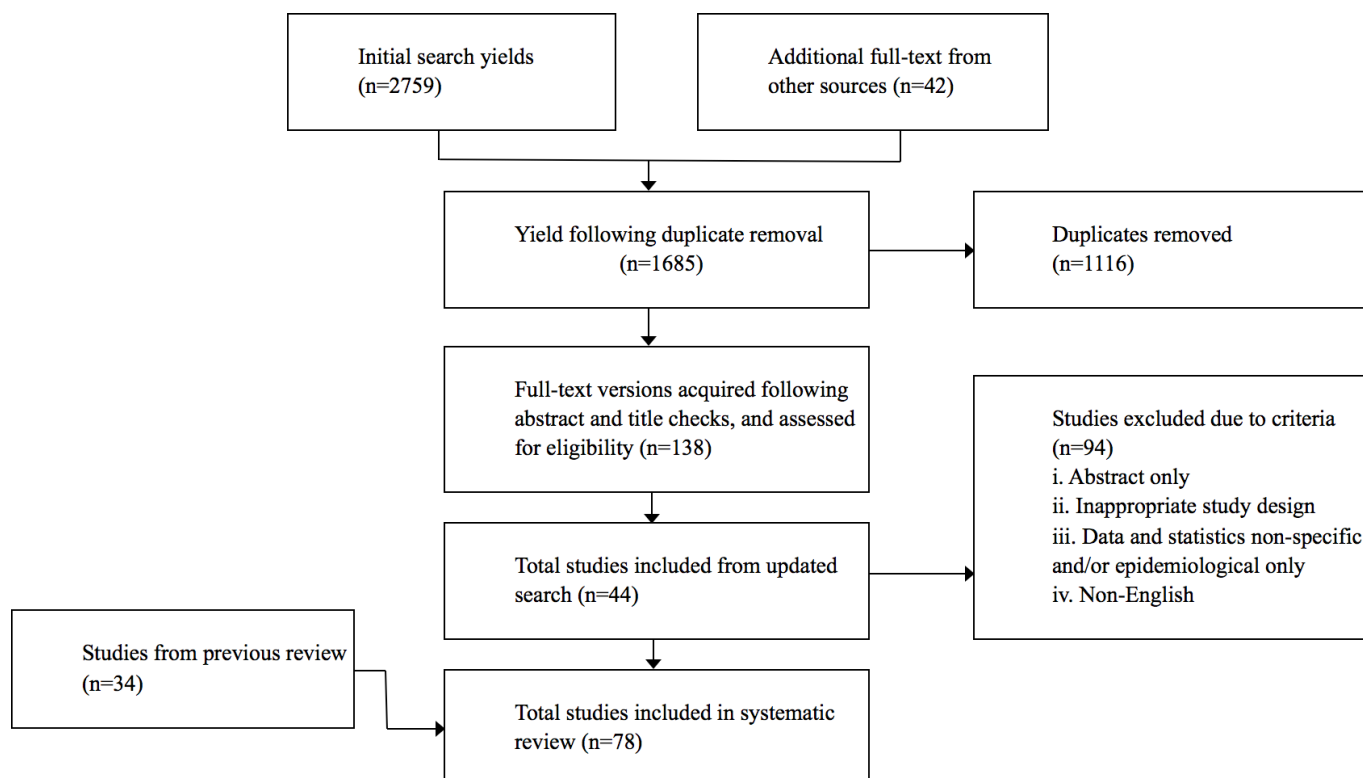 Initial search yields
(n=2759)
Additional full-text from
other sources (n=42)
Yield following duplicate removal
(n=1685)
Duplicates removed
(n=1116)
Full-text versions acquired following
abstract and title checks, and assessed
for eligibility (n=138)
Studies excluded due to criteria
(n=94)
i. Abstract only
ii. Inappropriate study design
iii. Data and statistics non-specific
and/or epidemiological only
iv. Non-English
Total studies included from updated
search (n=44)
Studies from previous review
(n=34)
Total studies included in systematic
review (n=78)